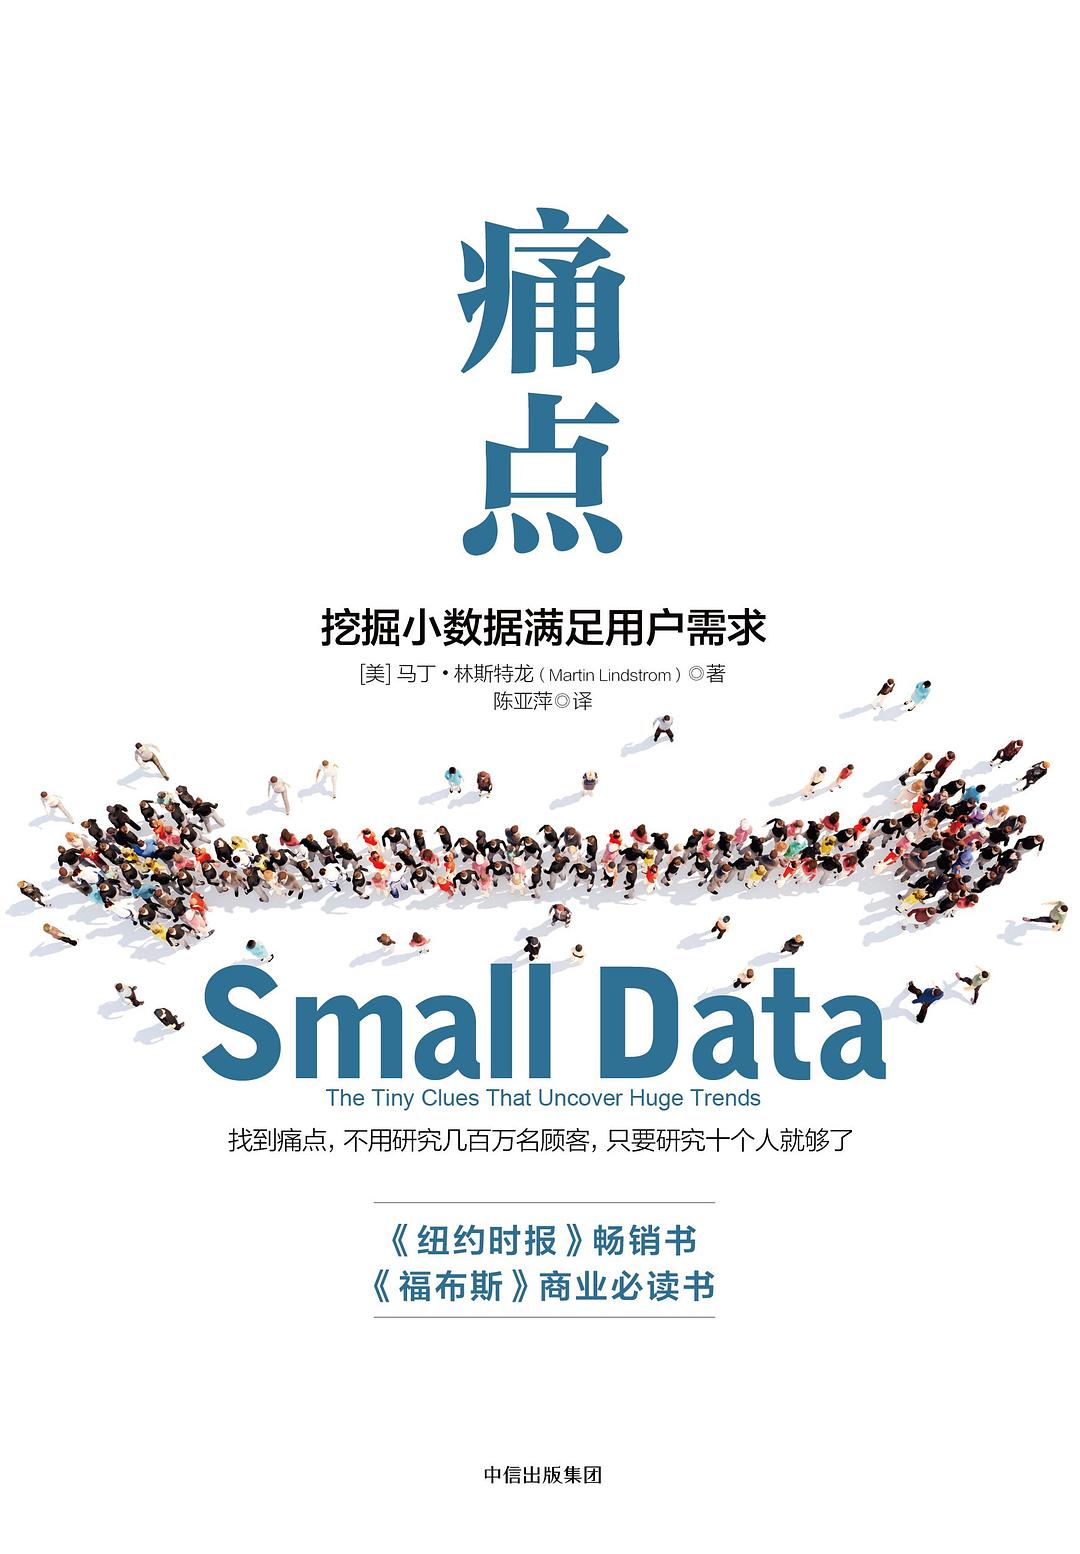 痛
点
挖掘小数据满足用户需求
[美] 马丁·林斯特龙（Martin Lindstrom）◎著
陈亚萍◎译
Small Data
The Tiny Clues That Uncover Huge Trends
找到痛点，不用研究几百万名顾客，只要研究十个人就够了
《纽约时报》畅销书
《福布斯》商业必读书
中信出版集团